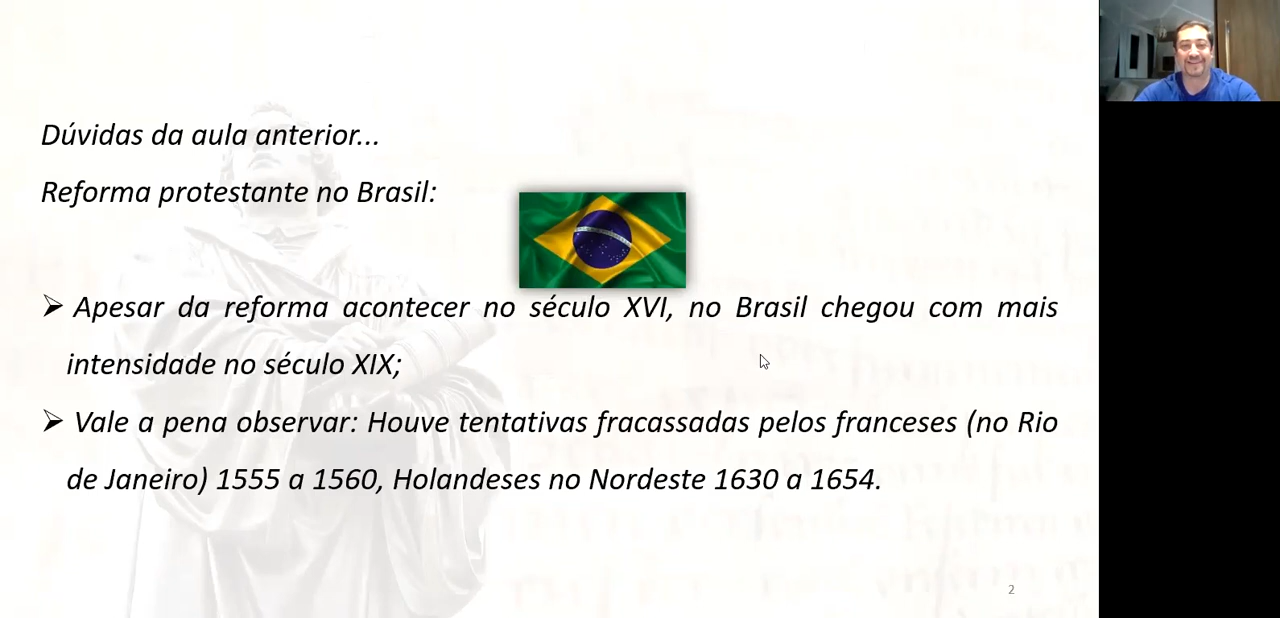 Dúvidas da aula anterior...
Reforma protestante no Brasil:
➢ Apesar da reforma acontecer no século XVI, no Brasil chegou com mais
intensidade no século XIX;
➢ Vale a pena observar: Houve tentativas fracassadas pelos franceses (no Rio
de Janeiro) 1555 a 1560, Holandeses no Nordeste 1630 a 1654.
2